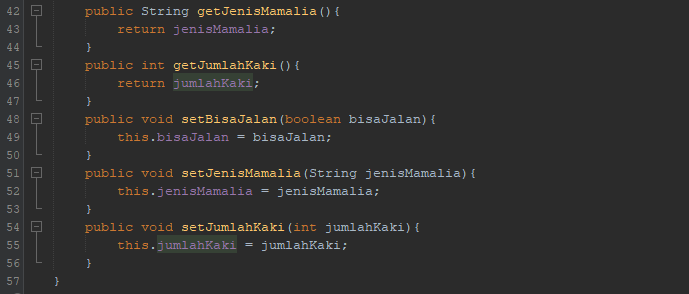 42 public String getJenisMamalia(){
43 return jenisMamalia;
44 }
45 public int getJumlahKaki(){
46 return jumlahKaki;
47 }
48 public void setBisaJalan(boolean bisaJalan){
49 this.bisaJalan = bisaJalan;
50 }
51 public void setJenisMamalia(String jenisMamalia){
52 this.jenisMamalia = jenisMamalia;
53 }
54 public void setJumlahKaki(int jumlahKaki){
55 this.jumlahKaki = jumlahKaki;
56 }
57 }